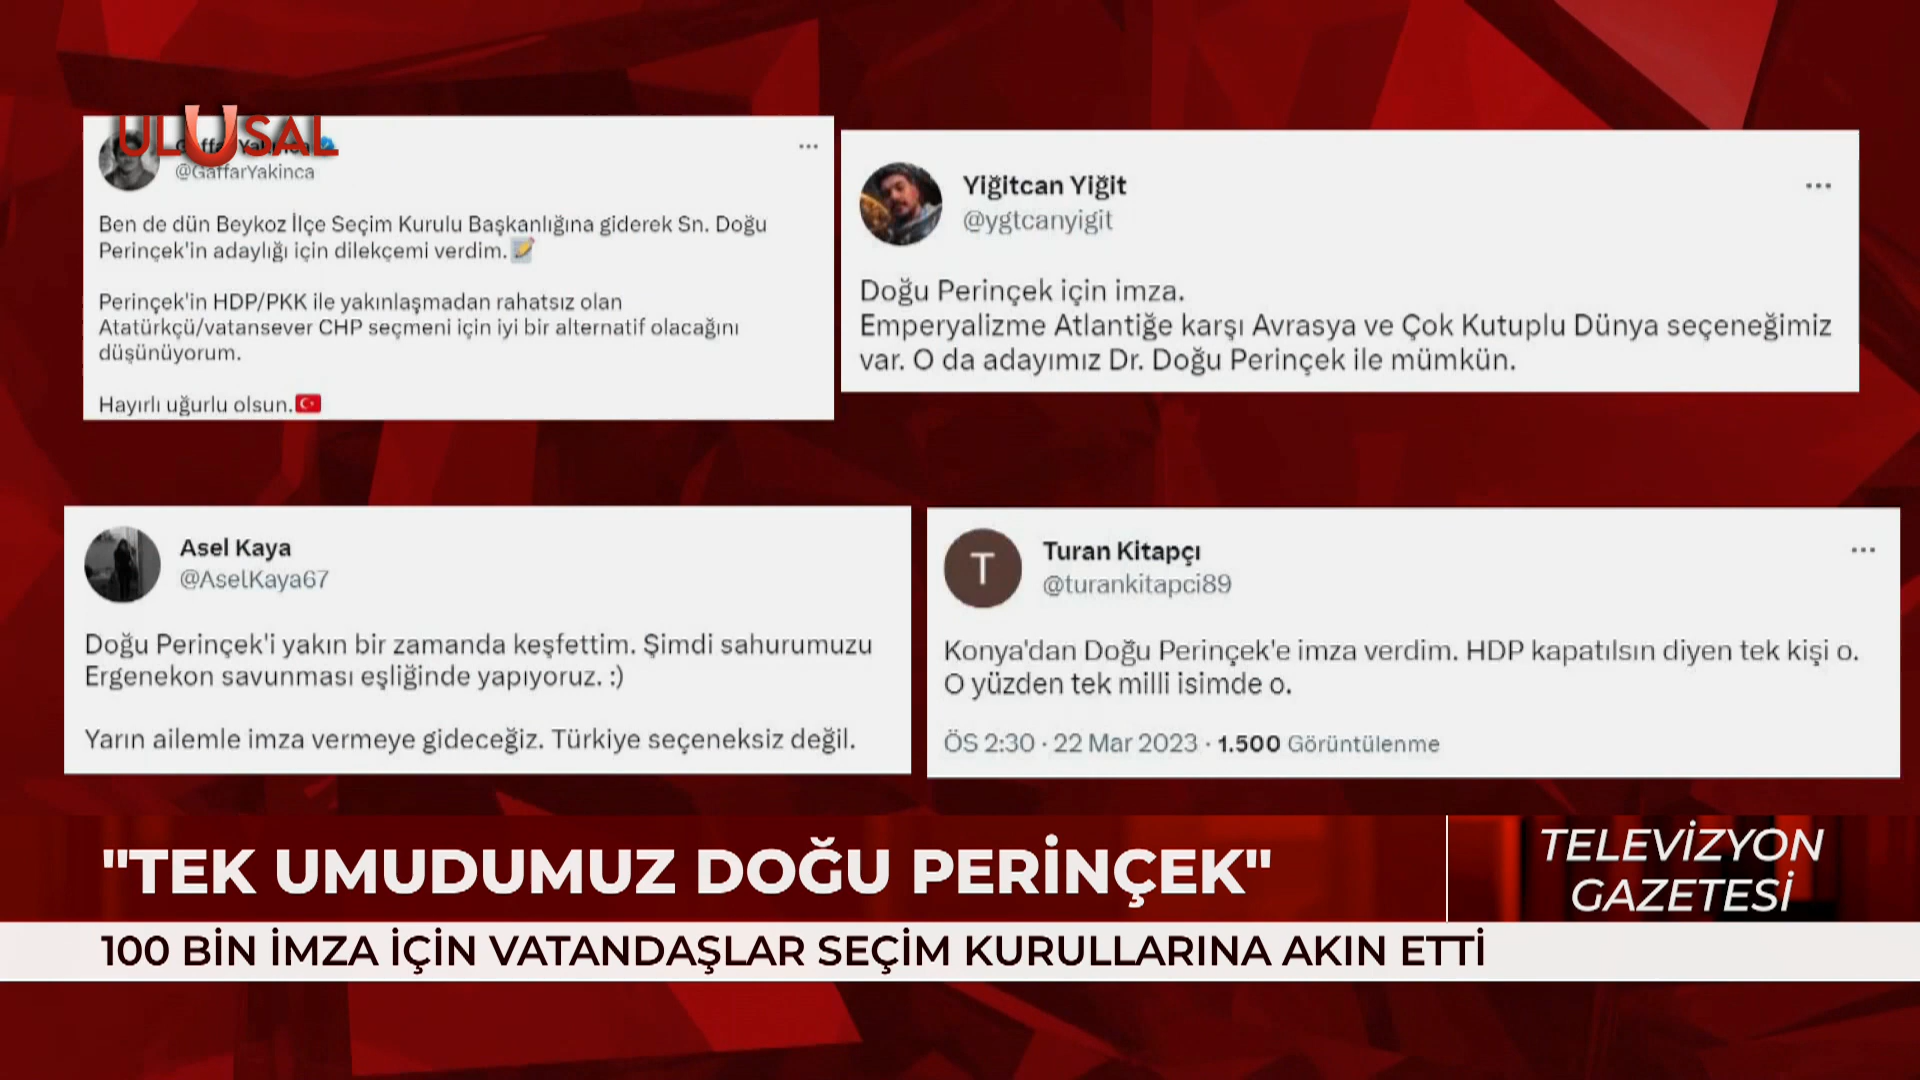 ULUSAL
@GaffarYakinca
Ben de dün Beykoz İlçe Seçim Kurulu Başkanlığına giderek Sn. Doğu
Perinçek'in adaylığı için dilekçemi verdim.📝
Perinçek'in HDP/PKK ile yakınlaşmadan rahatsız olan
Atatürkçü/vatansever CHP seçmeni için iyi bir alternatif olacağını
düşünüyorum.
Hayırlı uğurlu olsun.🇹🇷
Yiğitcan Yiğit
@ygtcanyigit
Doğu Perinçek için imza.
Emperyalizme Atlantiğe karşı Avrasya ve Çok Kutuplu Dünya seçeneğimiz
var. O da adayımız Dr. Doğu Perinçek ile mümkün.
Asel Kaya
@AselKaya67
Doğu Perinçek'i yakın bir zamanda keşfettim. Şimdi sahurumuzu
Ergenekon savunması eşliğinde yapıyoruz. :)
Yarın ailemle imza vermeye gideceğiz. Türkiye seçeneksiz değil.
T
Turan Kitapçı
@turankitapci89
Konya'dan Doğu Perinçek'e imza verdim. HDP kapatılsın diyen tek kişi o.
O yüzden tek milli isimde o.
ÖS 2:30 · 22 Mar 2023 · 1.500 Görüntülenme
"TEK UMUDUMUZ DOĞU PERİNÇEK"
TELEVİZYON
GAZETESİ
100 BİN İMZA İÇİN VATANDAŞLAR SEÇİM KURULLARINA AKIN ETTİ